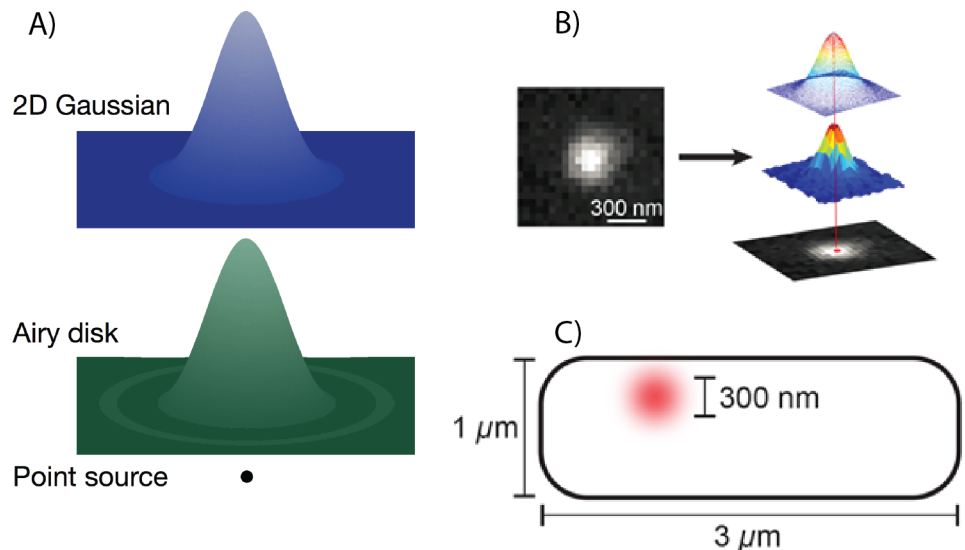 A)
2D Gaussian
Airy disk
Point source
B)
300 nm
C)
300 nm
1 µm
3 µm